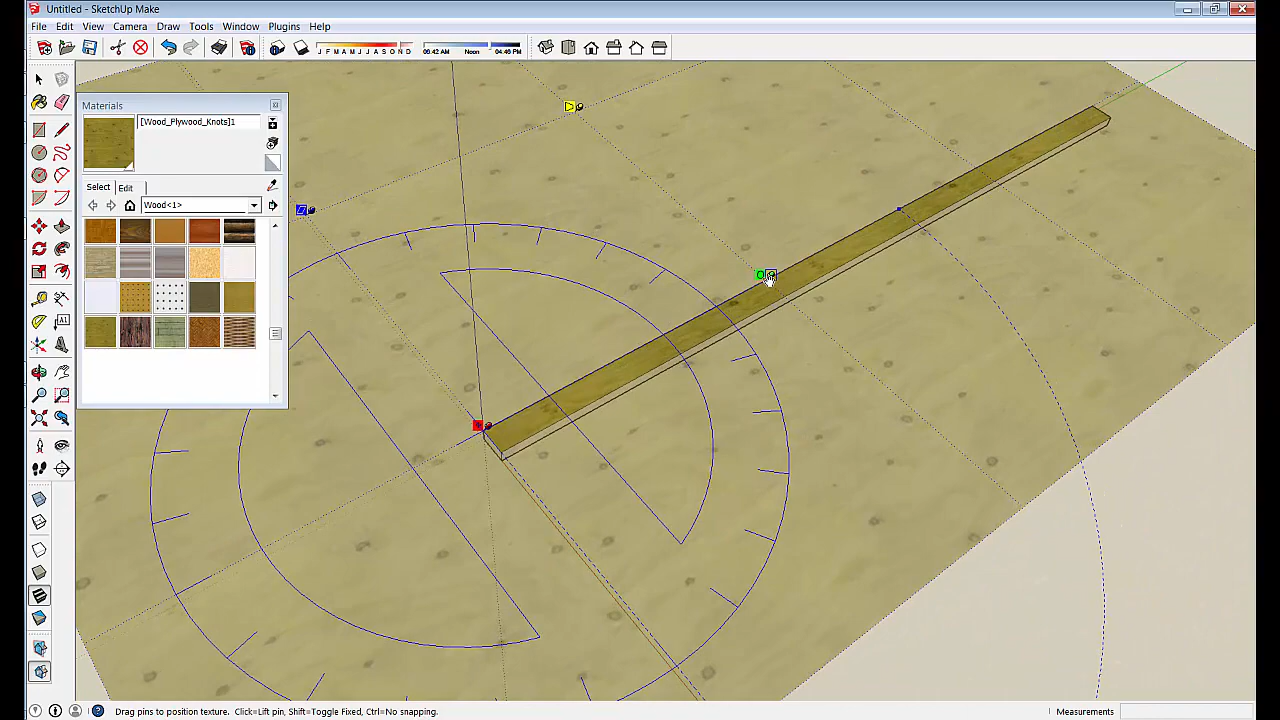 Untitled - SketchUp Make
File Edit View Camera Draw Tools Window Plugins Help
J F M A M J J A S O N D
06:42 AM Noon 04:46 PM
Materials
[Wood_Plywood_Knots]1
Select Edit
Wood<1>
A1
Drag pins to position texture. Click=Lift pin, Shift=Toggle Fixed, Ctrl=No snapping.
Measurements